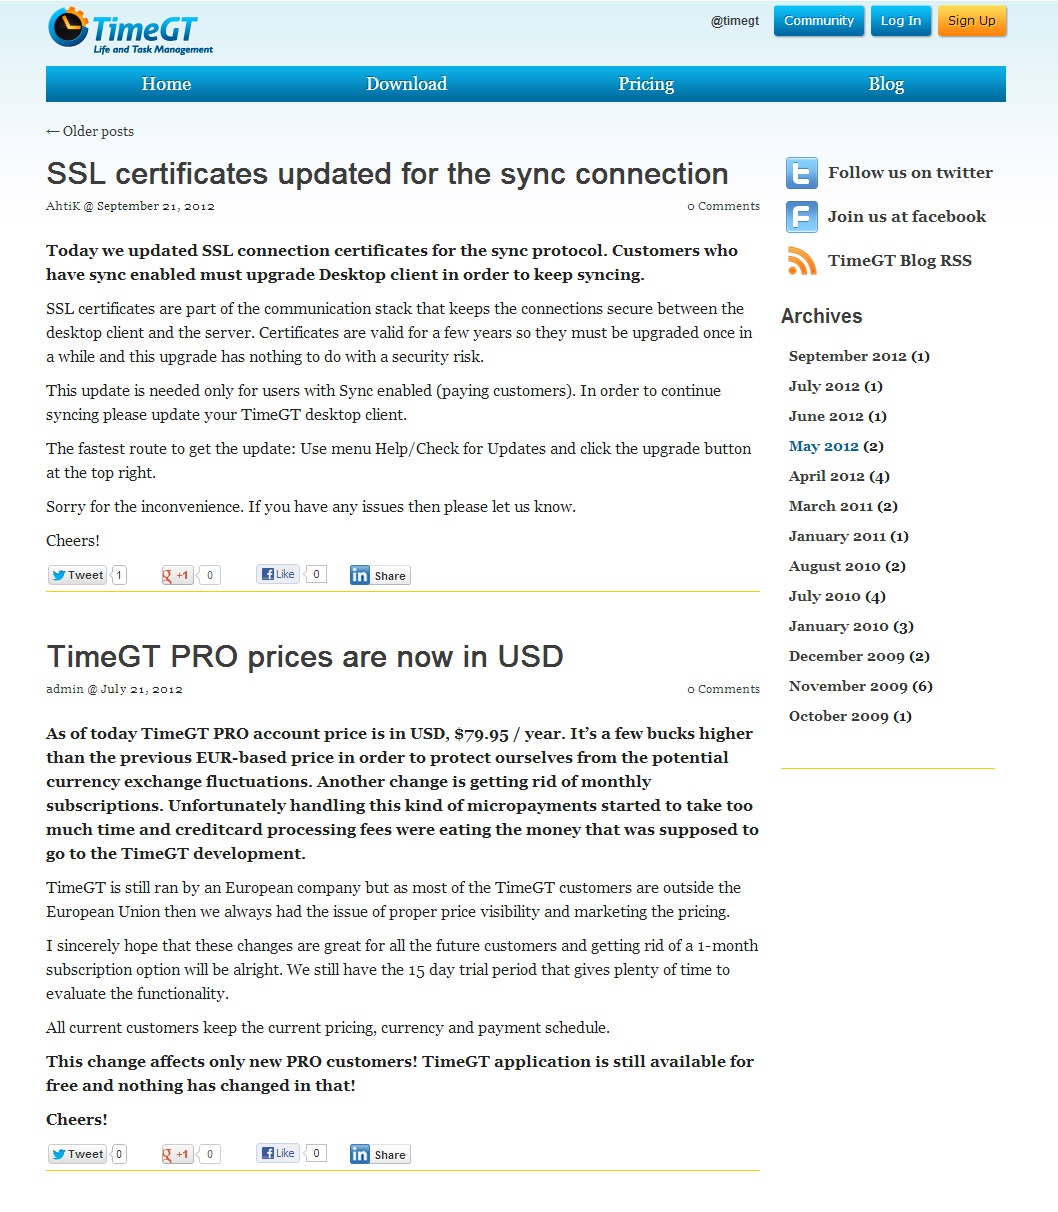 TimeGT
Life and Task Management
@timegt
Community
Log In
Sign Up
Home
Download
Pricing
Blog
← Older posts
SSL certificates updated for the sync connection
AhtiK @ September 21, 2012
0 Comments
Today we updated SSL connection certificates for the sync protocol. Customers who
have sync enabled must upgrade Desktop client in order to keep syncing.
SSL certificates are part of the communication stack that keeps the connections secure between the
desktop client and the server. Certificates are valid for a few years so they must be upgraded once in
a while and this upgrade has nothing to do with a security risk.
This update is needed only for users with Sync enabled (paying customers). In order to continue
syncing please update your TimeGT desktop client.
The fastest route to get the update: Use menu Help/Check for Updates and click the upgrade button
at the top right.
Sorry for the inconvenience. If you have any issues then please let us know.
Cheers!
Tweet 1
g +1 0
f Like 0
in Share
TimeGT PRO prices are now in USD
admin @ July 21, 2012
0 Comments
As of today TimeGT PRO account price is in USD, $79.95 / year. It's a few bucks higher
than the previous EUR-based price in order to protect ourselves from the potential
currency exchange fluctuations. Another change is getting rid of monthly
subscriptions. Unfortunately handling this kind of micropayments started to take too
much time and creditcard processing fees were eating the money that was supposed to
go to the TimeGT development.
TimeGT is still ran by an European company but as most of the TimeGT customers are outside the
European Union then we always had the issue of proper price visibility and marketing the pricing.
I sincerely hope that these changes are great for all the future customers and getting rid of a 1-month
subscription option will be alright. We still have the 15 day trial period that gives plenty of time to
evaluate the functionality.
All current customers keep the current pricing, currency and payment schedule.
This change affects only new PRO customers! TimeGT application is still available for
free and nothing has changed in that!
Cheers!
Tweet 0
g +1 0
f Like 0
in Share
t Follow us on twitter
F Join us at facebook
TimeGT Blog RSS
Archives
September 2012 (1)
July 2012 (1)
June 2012 (1)
May 2012 (2)
April 2012 (4)
March 2011 (2)
January 2011 (1)
August 2010 (2)
July 2010 (4)
January 2010 (3)
December 2009 (2)
November 2009 (6)
October 2009 (1)